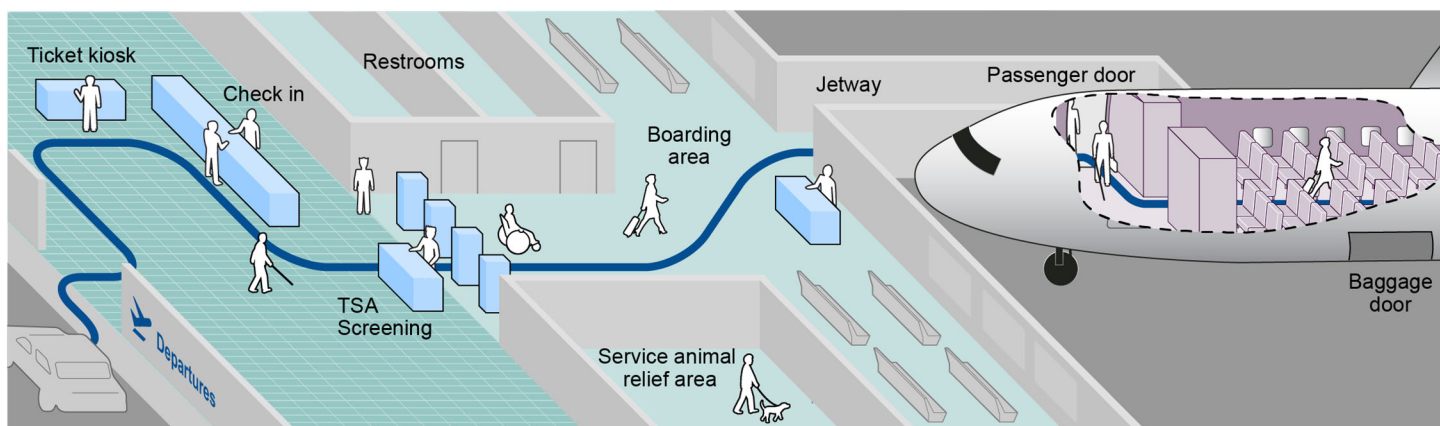 Ticket kiosk
Check in
Restrooms
Jetway
Passenger door
Boarding
area
TSA
Screening
Service animal
relief area
Baggage
door
Departures